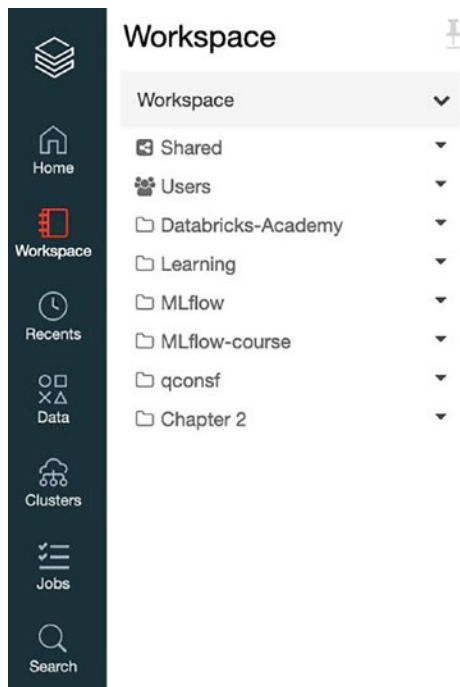 Home
Workspace
Recents
Data
Clusters
Jobs
Search
Workspace
Workspace
Shared
Users
Databricks-Academy
Learning
MLflow
MLflow-course
qconsf
Chapter 2